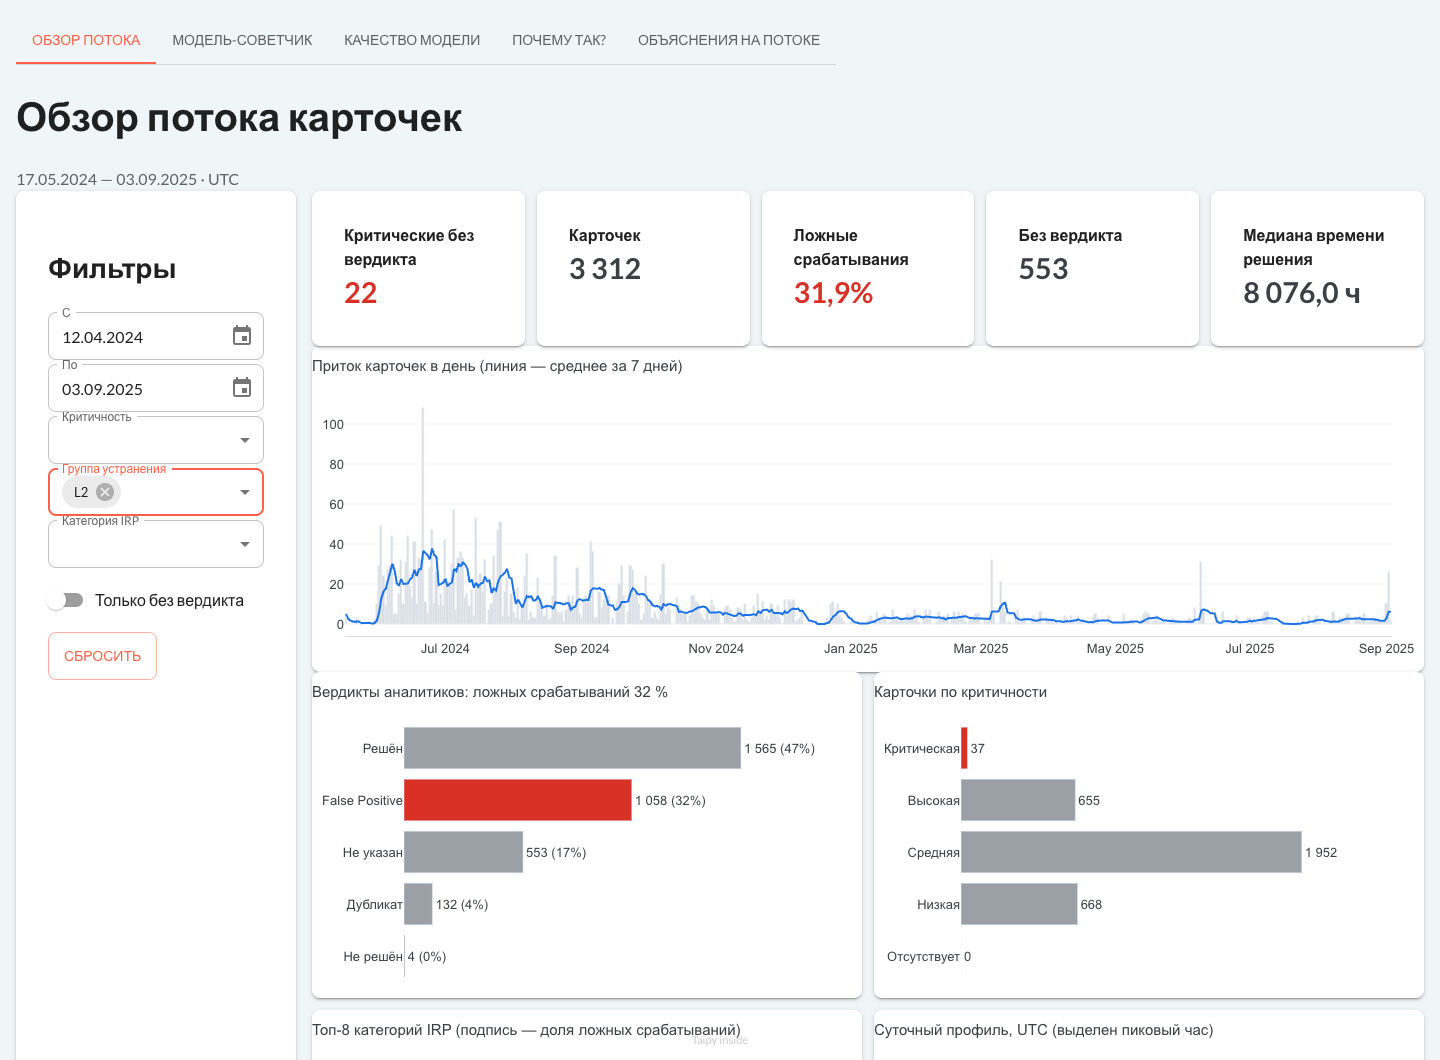 ОБЗОР ПОТОКА
МОДЕЛЬ-СОВЕТЧИК
КАЧЕСТВО МОДЕЛИ
ПОЧЕМУ ТАК?
ОБЪЯСНЕНИЯ НА ПОТОКЕ
Обзор потока карточек
17.05.2024 — 03.09.2025 · UTC
Фильтры
С
12.04.2024
По
03.09.2025
Критичность
Группа устранения
L2
Категория IRP
Только без вердикта
СБРОСИТЬ
Критические без
вердикта
22
Карточек
3 312
Ложные
срабатывания
31,9%
Без вердикта
553
Медиана времени
решения
8 076,0 ч
Приток карточек в день (линия — среднее за 7 дней)
100
80
60
40
20
0
Jul 2024
Sep 2024
Nov 2024
Jan 2025
Mar 2025
May 2025
Jul 2025
Sep 2025
Вердикты аналитиков: ложных срабатываний 32 %
Решён 1 565 (47%)
False Positive 1 058 (32%)
Не указан 553 (17%)
Дубликат 132 (4%)
Не решён 4 (0%)
Карточки по критичности
Критическая 37
Высокая 655
Средняя 1 952
Низкая 668
Отсутствует 0
Топ-8 категорий IRP (подпись — доля ложных срабатываний)
Суточный профиль, UTC (выделен пиковый час)
Taipy inside